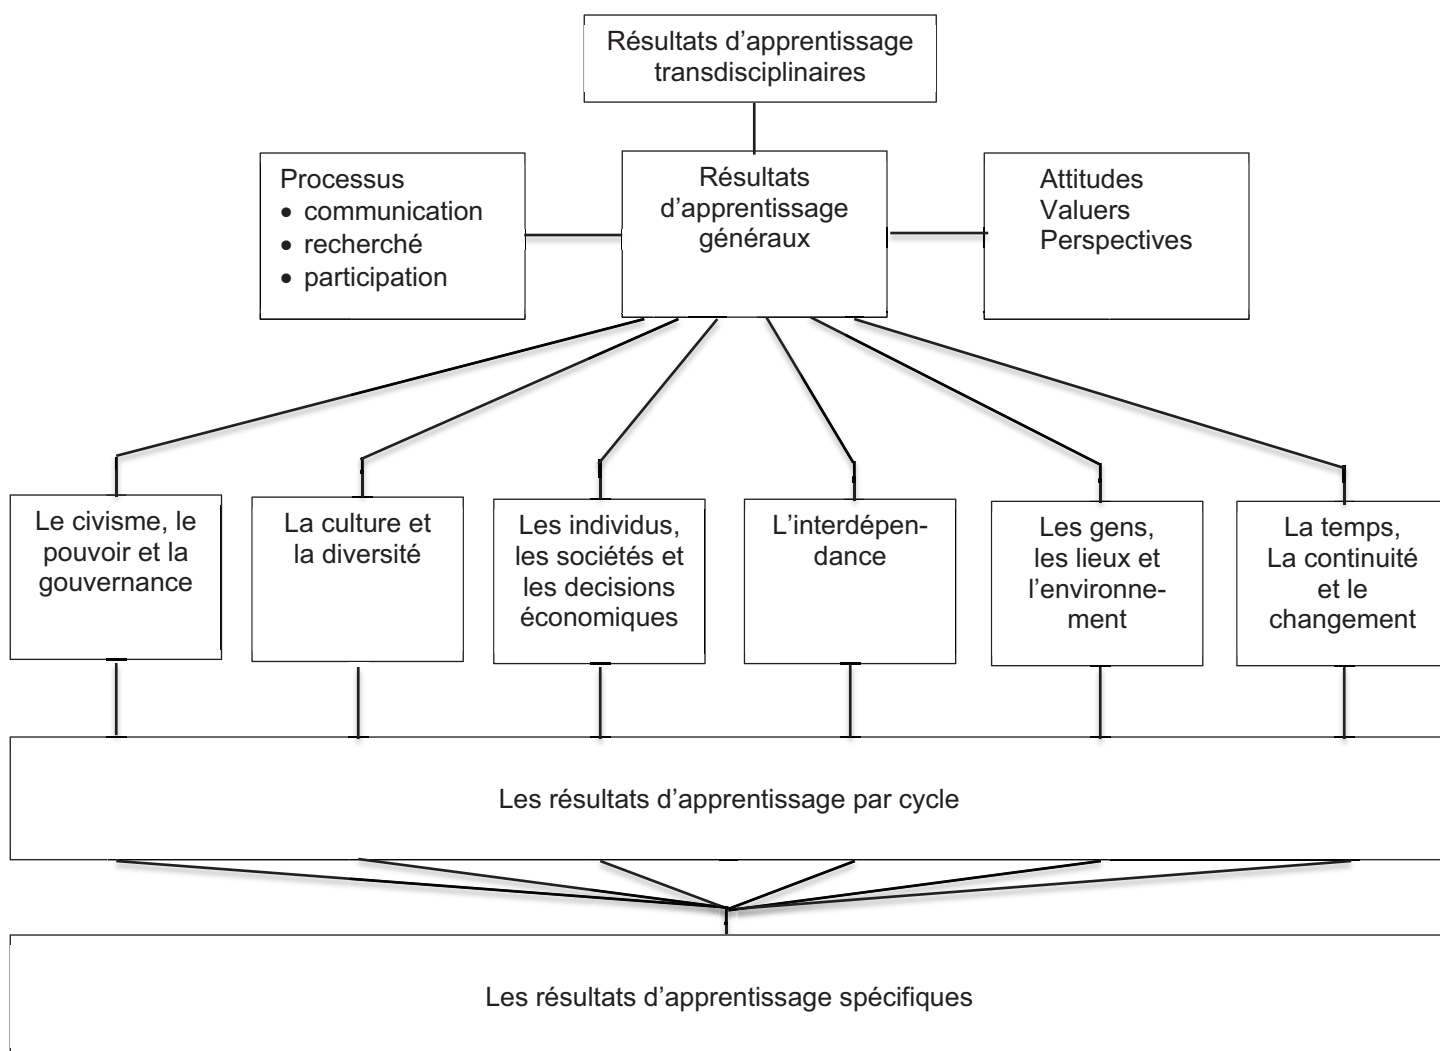 Résultats d’apprentissage
transdisciplinaires
Processus
• communication
• recherché
• participation
Résultats
d’apprentissage
généraux
Attitudes
Valuers
Perspectives
Le civisme, le
pouvoir et la
gouvernance
La culture et
la diversité
Les individus,
les sociétés et
les decisions
économiques
L’interdépen-
dance
Les gens,
les lieux et
l’environne-
ment
La temps,
La continuité
et le
changement
Les résultats d’apprentissage par cycle
Les résultats d’apprentissage spécifiques